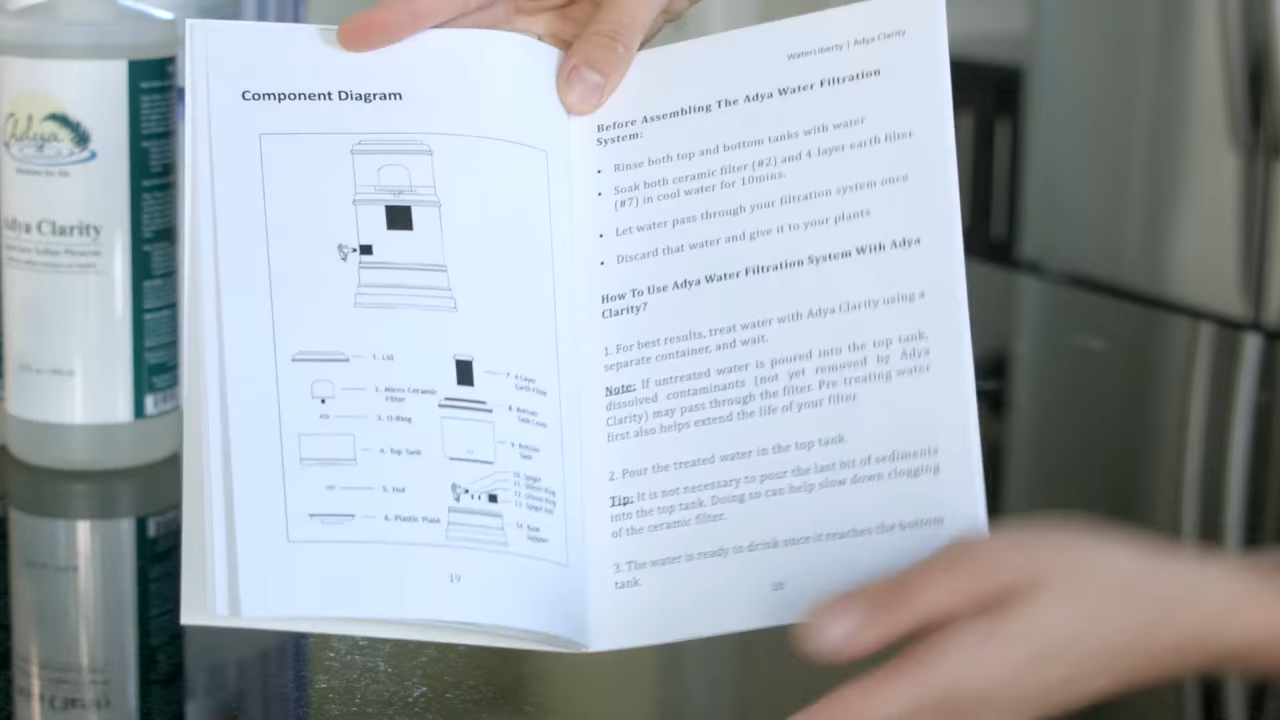 Adya
Adya Clarity
Component Diagram
1. Lid
2. Micro Ceramic
Filter
3. O-Ring
4. Top Tank
5. Nut
6. Plastic Plate
7. 4 Layer
Earth Filter
8. Bottom
Tank Cover
9. Bottom
Tank
10. Spigot
14. Base
19
WaterLiberty | Adya Clarity
Before Assembling The Adya Water Filtration
System:
• Rinse both top and bottom tanks with water
• Soak both ceramic filter (#2) and 4 layer earth filter
(#7) in cool water for 10mins.
• Let water pass through your filtration system once
• Discard that water and give it to your plants
How To Use Adya Water Filtration System With Adya
Clarity?
1. For best results, treat water with Adya Clarity using a
separate container, and wait.
Note: If untreated water is poured into the top tank,
dissolved contaminants (not yet removed by Adya
Clarity) may pass through the filter. Pre-treating water
first also helps extend the life of your filter
2. Pour the treated water in the top tank.
Tip: It is not necessary to pour the last bit of sediments
into the top tank. Doing so can help slow down clogging
of the ceramic filter.
3. The water is ready to drink once it reaches the bottom
tank.
20